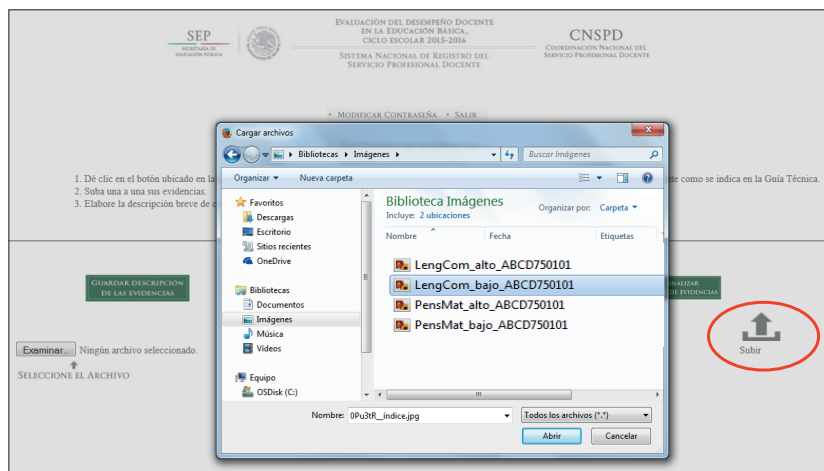 SEP
SECRETARÍA DE
EDUCACIÓN PÚBLICA
EVALUACIÓN DEL DESEMPEÑO DOCENTE
EN LA EDUCACIÓN BÁSICA,
CICLO ESCOLAR 2015-2016
SISTEMA NACIONAL DE REGISTRO DEL
SERVICIO PROFESIONAL DOCENTE
CNSPD
COORDINACIÓN NACIONAL DEL
SERVICIO PROFESIONAL DOCENTE
• MODIFICAR CONTRASEÑA • SALIR
1. Dé clic en el botón ubicado en la
te como se indica en la Guía Técnica.
2. Suba una a una sus evidencias.
3. Elabore la descripción breve de
Cargar archivos
Bibliotecas Imágenes
Buscar Imágenes
Organizar Nueva carpeta
Favoritos
Descargas
Escritorio
Sitios recientes
OneDrive
Bibliotecas
Documentos
Imágenes
Música
Vídeos
Equipo
OSDisk (C:)
Biblioteca Imágenes
Incluye: 2 ubicaciones
Organizar por: Carpeta
Nombre Fecha Etiquetas
LengCom_alto_ABCD750101
LengCom_bajo_ABCD750101
PensMat_alto_ABCD750101
PensMat_bajo_ABCD750101
Nombre: 0Pu3tR__indice.jpg
Todos los archivos (*.*)
Abrir Cancelar
GUARDAR DESCRIPCIÓN
DE LAS EVIDENCIAS
INALIZAR
DE EVIDENCIAS
Examinar... Ningún archivo seleccionado.
SELECCIONE EL ARCHIVO
Subir